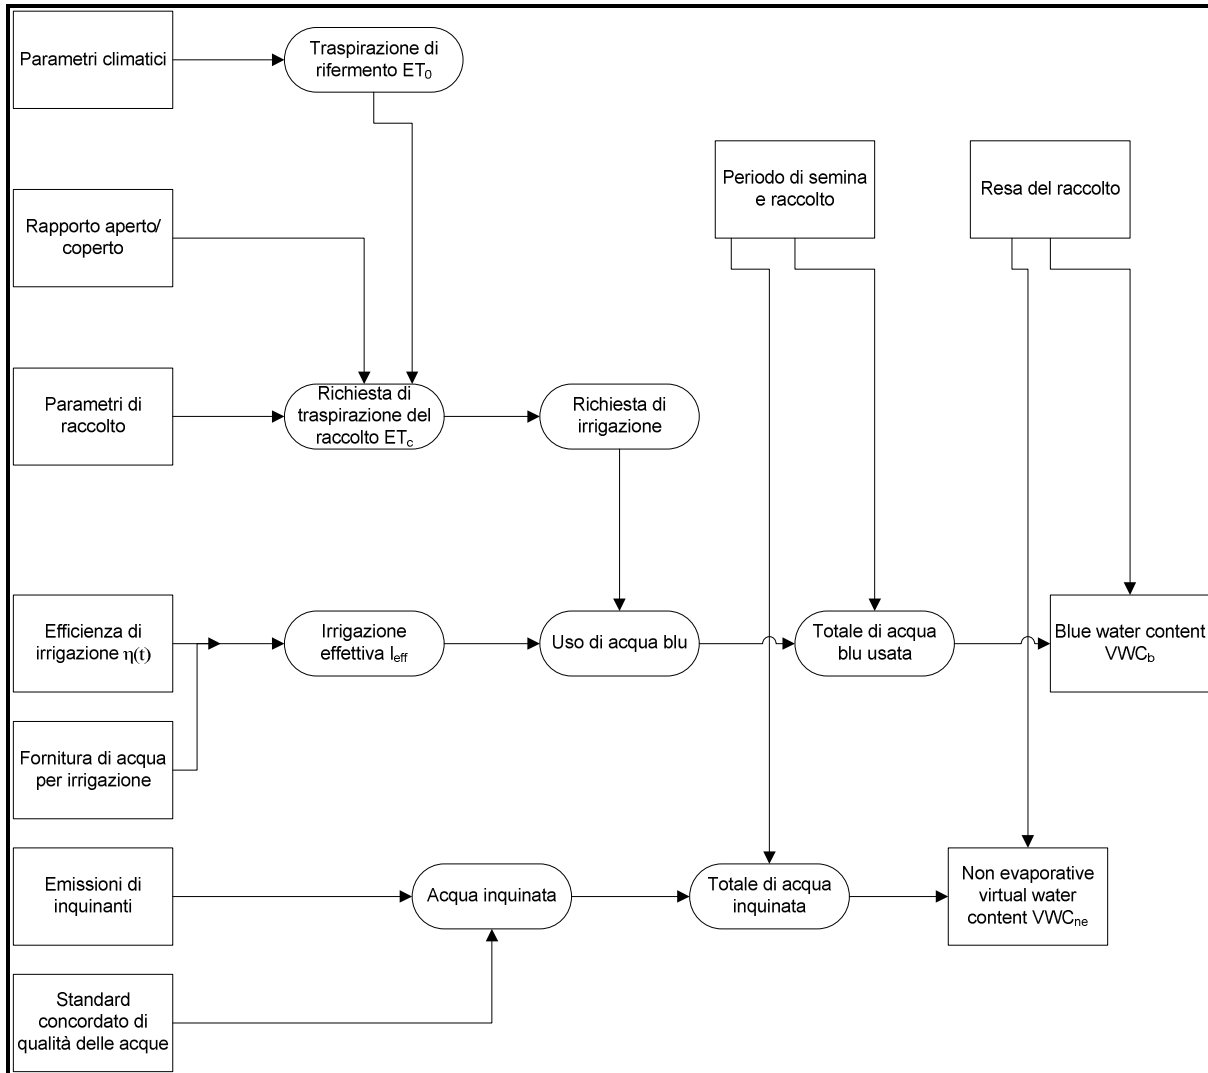 Parametri climatici
Traspirazione di
rifermento ET₀
Periodo di semina
e raccolto
Resa del raccolto
Rapporto aperto/
coperto
Parametri di
raccolto
Richiesta di
traspirazione del
raccolto ETc
Richiesta di
irrigazione
Efficienza di
irrigazione η(t)
Irrigazione
effettiva Ieff
Uso di acqua blu
Totale di acqua
blu usata
Blue water content
VWCb
Fornitura di acqua
per irrigazione
Emissioni di
inquinanti
Acqua inquinata
Totale di acqua
inquinata
Non evaporative
virtual water
content VWCne
Standard
concordato di
qualità delle acque